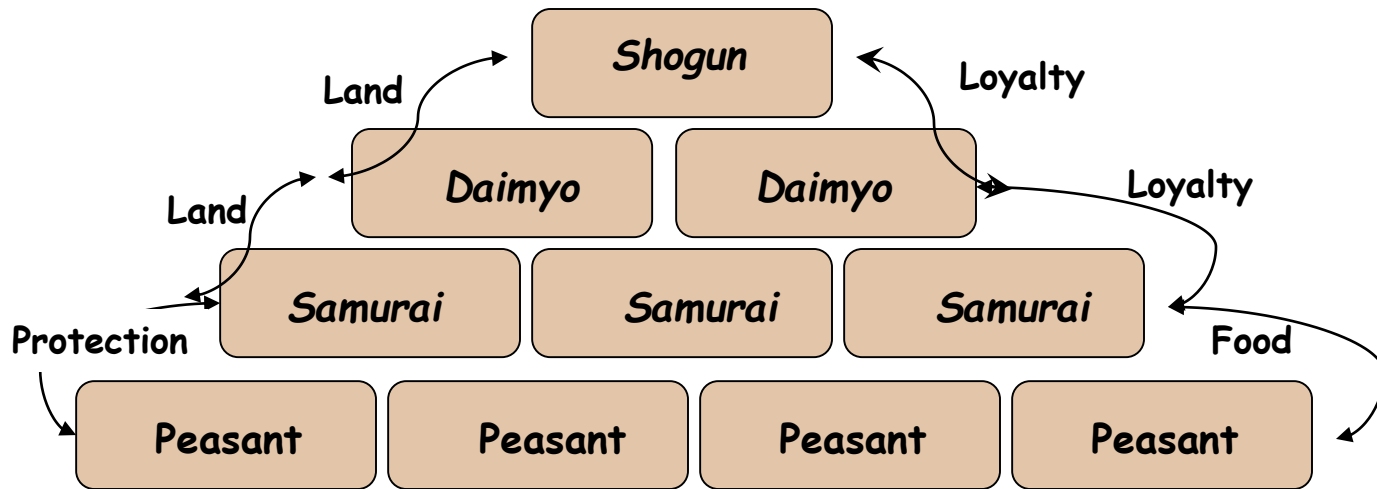 Shogun
Land
Loyalty
Daimyo
Daimyo
Land
Loyalty
Samurai
Samurai
Samurai
Protection
Food
Peasant
Peasant
Peasant
Peasant